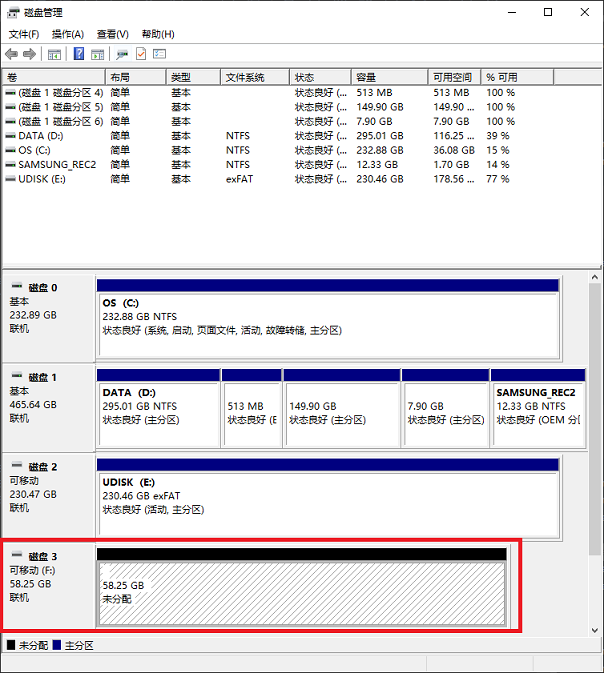 磁盘管理
文件(F) 操作(A) 查看(V) 帮助(H)
卷 布局 类型 文件系统 状态 容量 可用空间 % 可用
(磁盘 1 磁盘分区 4) 简单 基本 状态良好 (... 513 MB 513 MB 100 %
(磁盘 1 磁盘分区 5) 简单 基本 状态良好 (... 149.90 GB 149.90 ... 100 %
(磁盘 1 磁盘分区 6) 简单 基本 状态良好 (... 7.90 GB 7.90 GB 100 %
DATA (D:) 简单 基本 NTFS 状态良好 (... 295.01 GB 116.25 ... 39 %
OS (C:) 简单 基本 NTFS 状态良好 (... 232.88 GB 36.08 GB 15 %
SAMSUNG_REC2 简单 基本 NTFS 状态良好 (... 12.33 GB 1.70 GB 14 %
UDISK (E:) 简单 基本 exFAT 状态良好 (... 230.46 GB 178.56 ... 77 %
磁盘 0
基本
232.89 GB
联机
OS (C:)
232.88 GB NTFS
状态良好 (系统, 启动, 页面文件, 活动, 故障转储, 主分区)
磁盘 1
基本
465.64 GB
联机
DATA (D:)
295.01 GB NTFS
状态良好 (主分区)
513 MB
状态良好 (E
149.90 GB
状态良好 (主分区)
7.90 GB
状态良好 (主分区)
SAMSUNG_REC2
12.33 GB NTFS
状态良好 (OEM 分区
磁盘 2
可移动
230.47 GB
联机
UDISK (E:)
230.46 GB exFAT
状态良好 (活动, 主分区)
磁盘 3
可移动 (F:)
58.25 GB
联机
58.25 GB
未分配
未分配 主分区